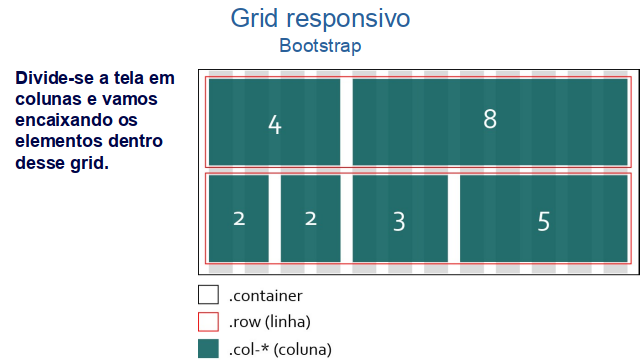 Grid responsivo
Bootstrap
Divide-se a tela em
colunas e vamos
encaixando os
elementos dentro
desse grid.
4 8
2 2 3 5
.container
.row (linha)
.col-* (coluna)